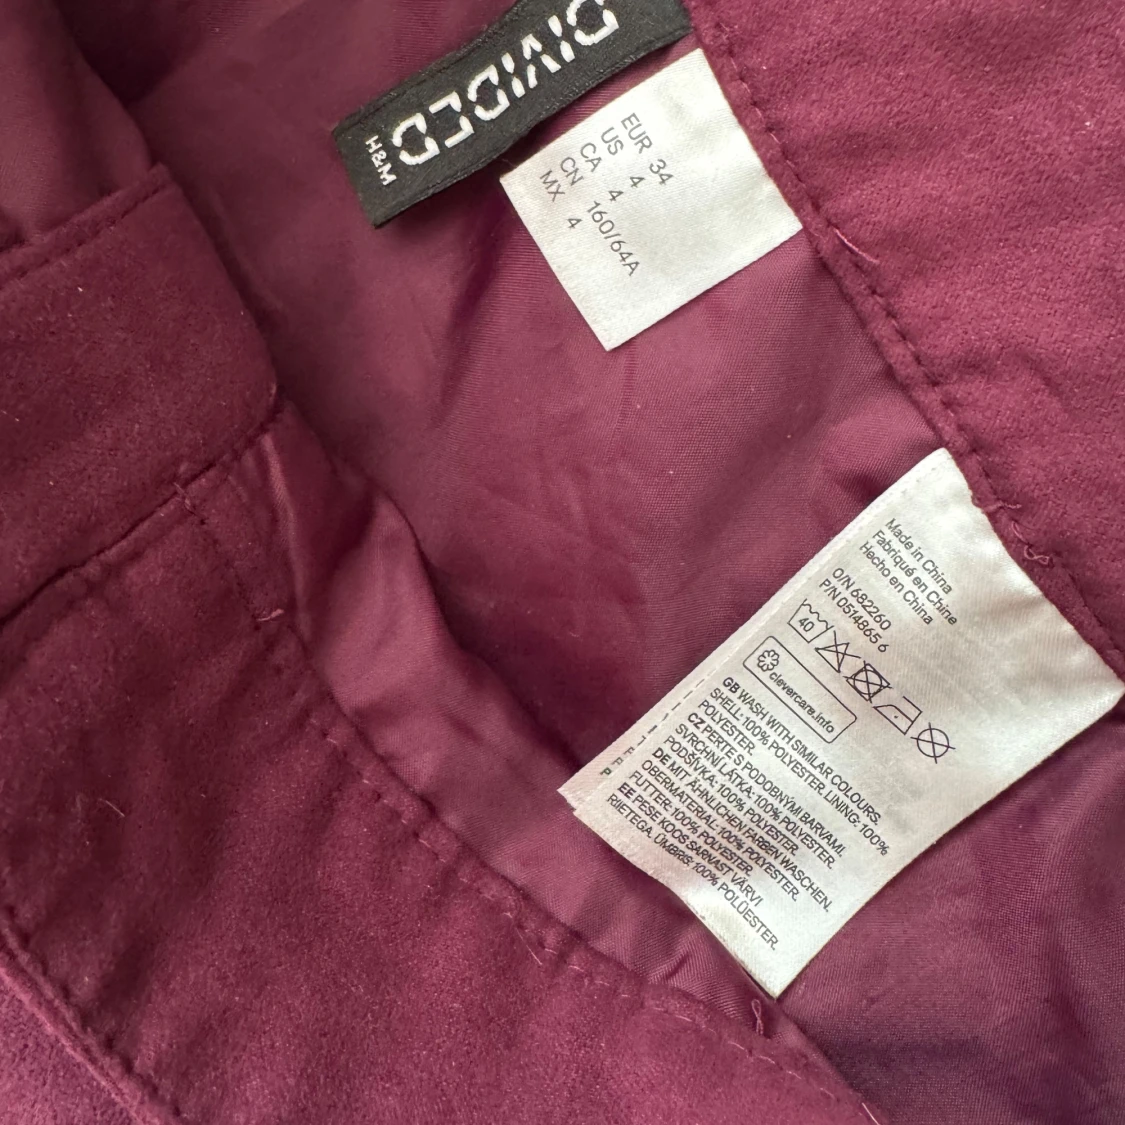 DIVIDED
H&M
EUR 34
US 4
CA 4
CN 160/64A
MX 4
Made in China
Fabriqué en Chine
Hecho en China
O/N 682260
P/N 0514865 6
40
clevercare.info
GB WASH WITH SIMILAR COLOURS.
SHELL: 100% POLYESTER. LINING: 100%
POLYESTER.
CZ PERTE S PODOBNÝMI BARVAMI.
SVRCHNÍ LÁTKA: 100% POLYESTER.
PODŠÍVKA: 100% POLYESTER.
DE MIT ÄHNLICHEN FARBEN WASCHEN.
OBERMATERIAL: 100% POLYESTER.
FUTTER: 100% POLYESTER.
EE PESE KOOS SARNAST VÄRVI
RIIETEGA. ÜMBRIS: 100% POLÜESTER.